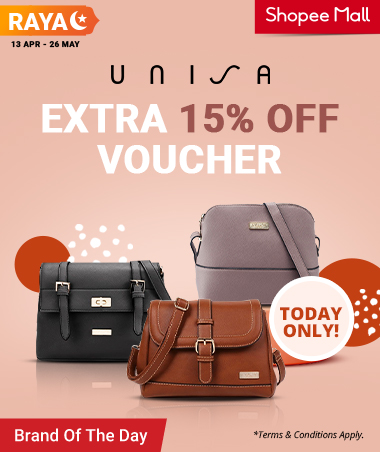 RAYA
13 APR - 26 MAY
Shopee Mall
UNISA
EXTRA 15% OFF
VOUCHER
TODAY
ONLY!
Brand Of The Day
*Terms & Conditions Apply.